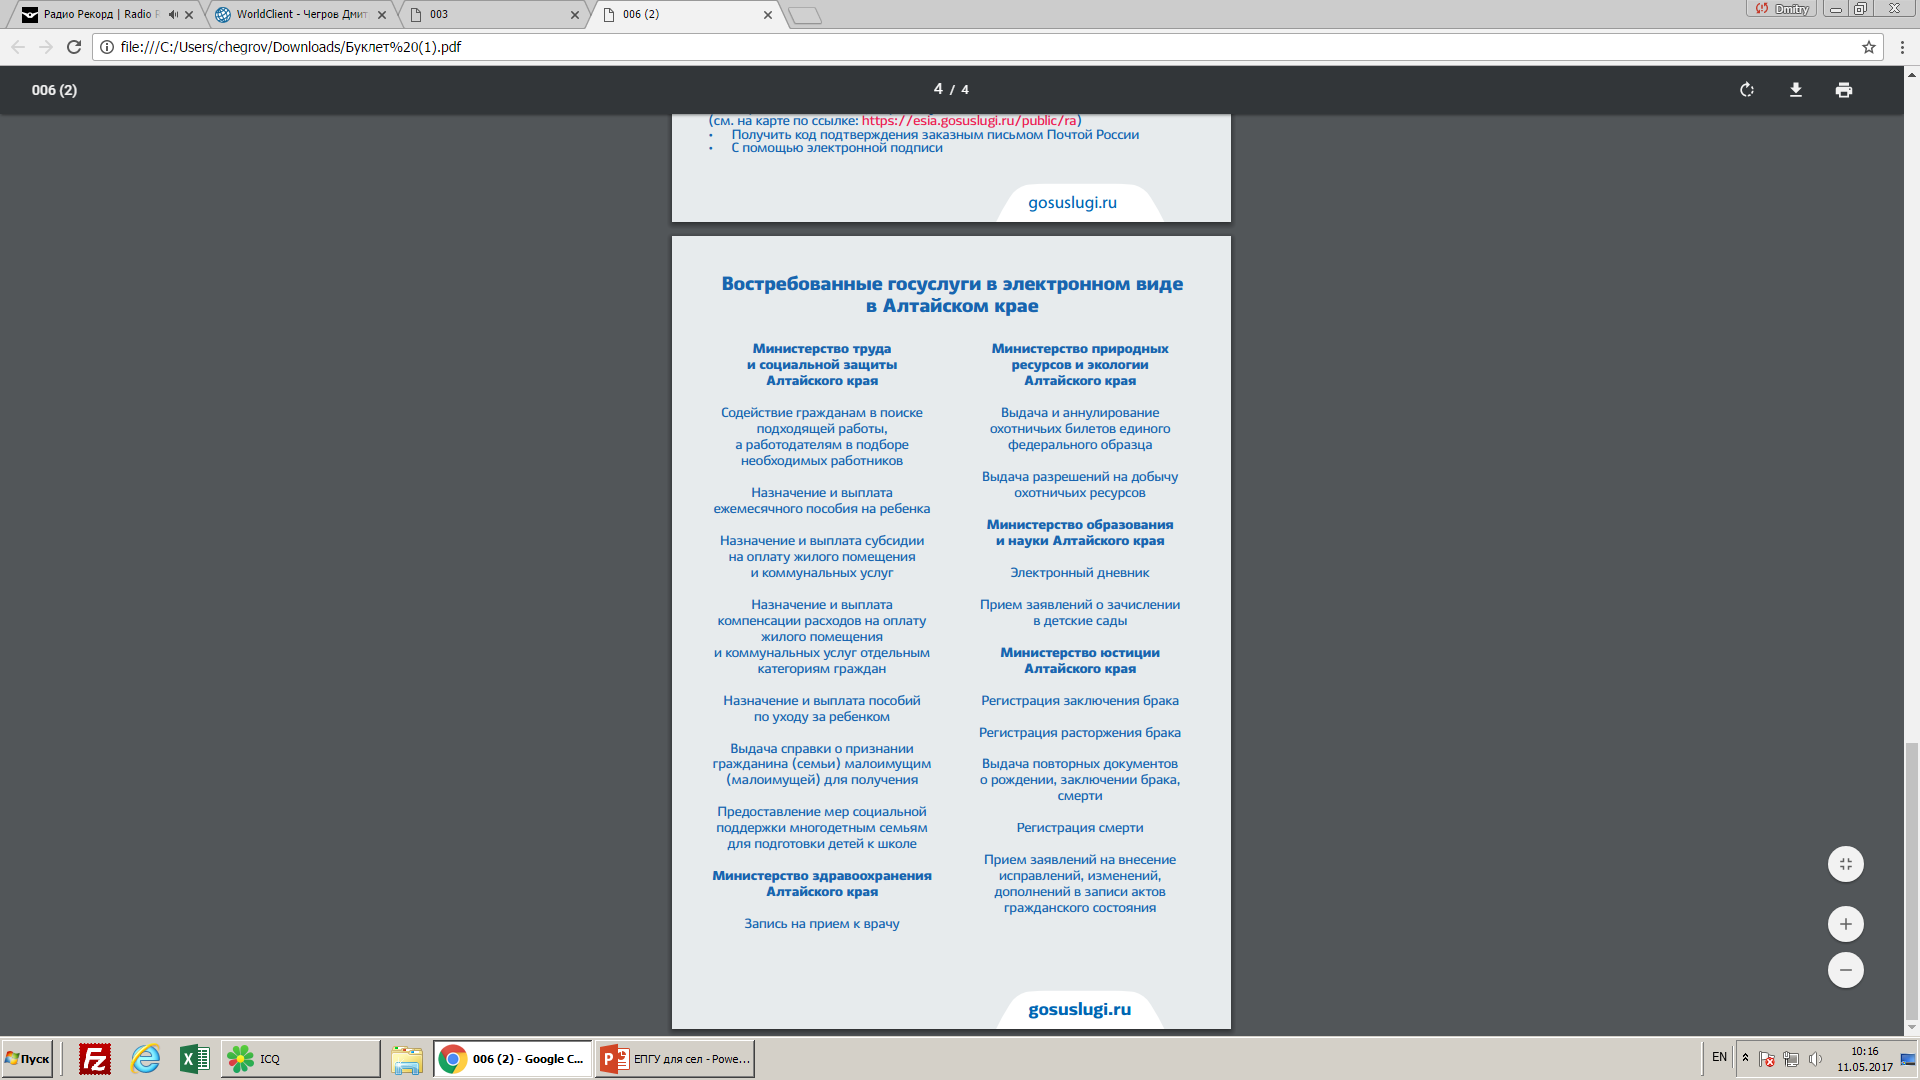 Радио Рекорд | Radio R
WorldClient - Чегров Дмит
003
006 (2)
Dmitry
file:///C:/Users/chegrov/Downloads/Буклет%20(1).pdf
006 (2)
4 / 4
(см. на карте по ссылке: https://esia.gosuslugi.ru/public/ra)
• Получить код подтверждения заказным письмом Почтой России
• С помощью электронной подписи
gosuslugi.ru
Востребованные госуслуги в электронном виде
в Алтайском крае
Министерство труда
и социальной защиты
Алтайского края
Содействие гражданам в поиске
подходящей работы,
а работодателям в подборе
необходимых работников
Назначение и выплата
ежемесячного пособия на ребенка
Назначение и выплата субсидии
на оплату жилого помещения
и коммунальных услуг
Назначение и выплата
компенсации расходов на оплату
жилого помещения
и коммунальных услуг отдельным
категориям граждан
Назначение и выплата пособий
по уходу за ребенком
Выдача справки о признании
гражданина (семьи) малоимущим
(малоимущей) для получения
Предоставление мер социальной
поддержки многодетным семьям
для подготовки детей к школе
Министерство здравоохранения
Алтайского края
Запись на прием к врачу
Министерство природных
ресурсов и экологии
Алтайского края
Выдача и аннулирование
охотничьих билетов единого
федерального образца
Выдача разрешений на добычу
охотничьих ресурсов
Министерство образования
и науки Алтайского края
Электронный дневник
Прием заявлений о зачислении
в детские сады
Министерство юстиции
Алтайского края
Регистрация заключения брака
Регистрация расторжения брака
Выдача повторных документов
о рождении, заключении брака,
смерти
Регистрация смерти
Прием заявлений на внесение
исправлений, изменений,
дополнений в записи актов
гражданского состояния
gosuslugi.ru
Пуск
ICQ
006 (2) - Google C...
ЕПГУ для сел - Powe...
EN
10:16
11.05.2017